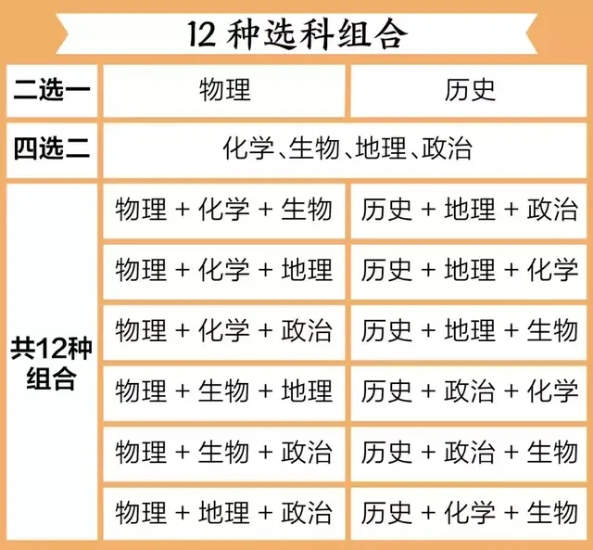 12 种选科组合
二选一 物理 历史
四选二 化学、生物、地理、政治
共12种
组合
物理 + 化学 + 生物 历史 + 地理 + 政治
物理 + 化学 + 地理 历史 + 地理 + 化学
物理 + 化学 + 政治 历史 + 地理 + 生物
物理 + 生物 + 地理 历史 + 政治 + 化学
物理 + 生物 + 政治 历史 + 政治 + 生物
物理 + 地理 + 政治 历史 + 化学 + 生物